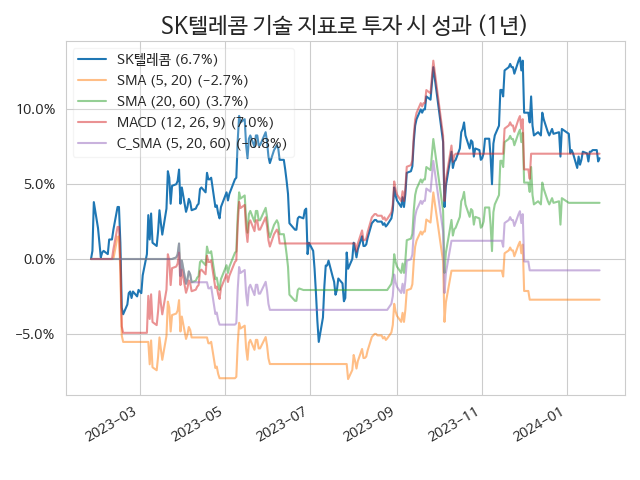 SK텔레콤 기술 지표로 투자 시 성과 (1년)
SK텔레콤 (6.7%)
SMA (5, 20) (−2.7%)
SMA (20, 60) (3.7%)
MACD (12, 26, 9) (7.0%)
C_SMA (5, 20, 60) (−0.8%)
10.0%
5.0%
0.0%
−5.0%
2023−03
2023−05
2023−07
2023−09
2023−11
2024−01